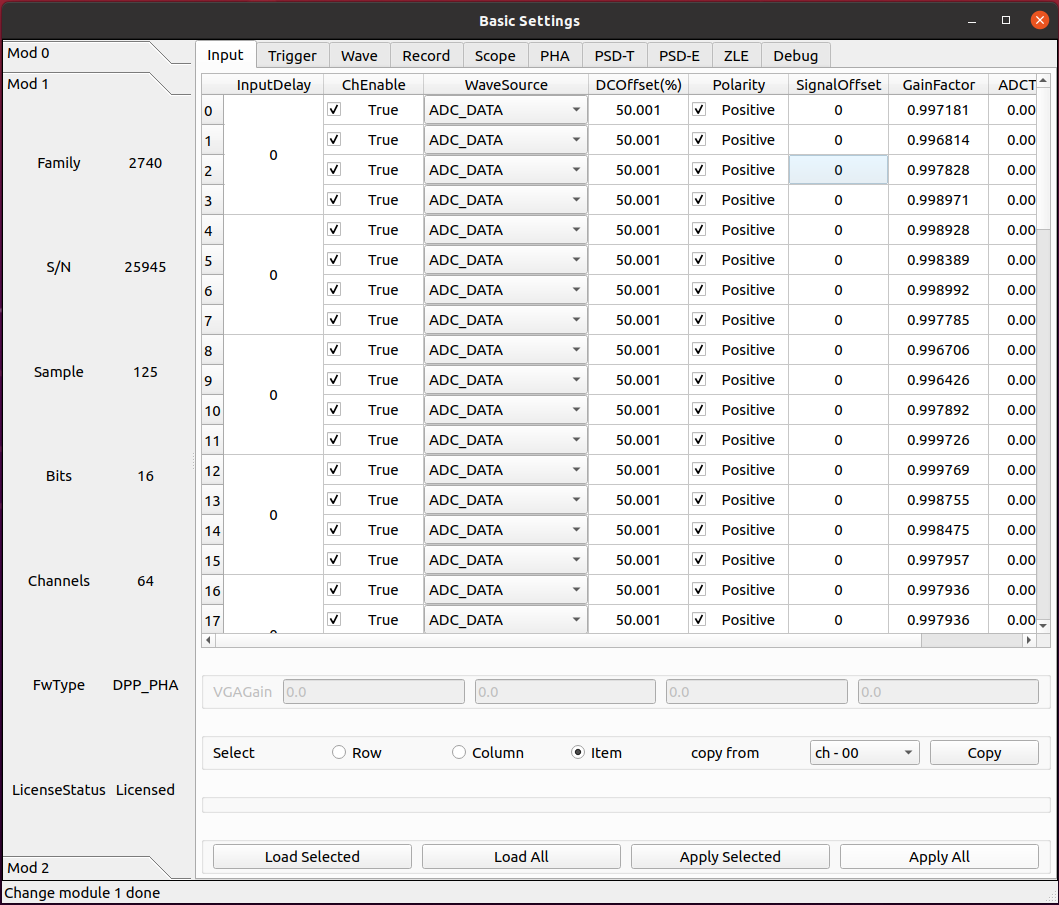 Basic Settings
Mod 0
Mod 1
Family 2740
S/N 25945
Sample 125
Bits 16
Channels 64
FwType DPP_PHA
LicenseStatus Licensed
Mod 2
Input Trigger Wave Record Scope PHA PSD-T PSD-E ZLE Debug
InputDelay ChEnable WaveSource DCOffset(%) Polarity SignalOffset GainFactor ADCT
0 True ADC_DATA 50.001 Positive 0 0.997181 0.00
1 True ADC_DATA 50.001 Positive 0 0.996814 0.00
0
2 True ADC_DATA 50.001 Positive 0 0.997828 0.00
3 True ADC_DATA 50.001 Positive 0 0.998971 0.00
4 True ADC_DATA 50.001 Positive 0 0.998928 0.00
5 True ADC_DATA 50.001 Positive 0 0.998389 0.00
0
6 True ADC_DATA 50.001 Positive 0 0.998992 0.00
7 True ADC_DATA 50.001 Positive 0 0.997785 0.00
8 True ADC_DATA 50.001 Positive 0 0.996706 0.00
9 True ADC_DATA 50.001 Positive 0 0.996426 0.00
0
10 True ADC_DATA 50.001 Positive 0 0.997892 0.00
11 True ADC_DATA 50.001 Positive 0 0.999726 0.00
12 True ADC_DATA 50.001 Positive 0 0.999769 0.00
13 True ADC_DATA 50.001 Positive 0 0.998755 0.00
0
14 True ADC_DATA 50.001 Positive 0 0.998475 0.00
15 True ADC_DATA 50.001 Positive 0 0.997957 0.00
16 True ADC_DATA 50.001 Positive 0 0.997936 0.00
17 True ADC_DATA 50.001 Positive 0 0.997936 0.00
VGAGain 0.0 0.0 0.0 0.0
Select Row Column Item copy from ch - 00 Copy
Load Selected Load All Apply Selected Apply All
Change module 1 done